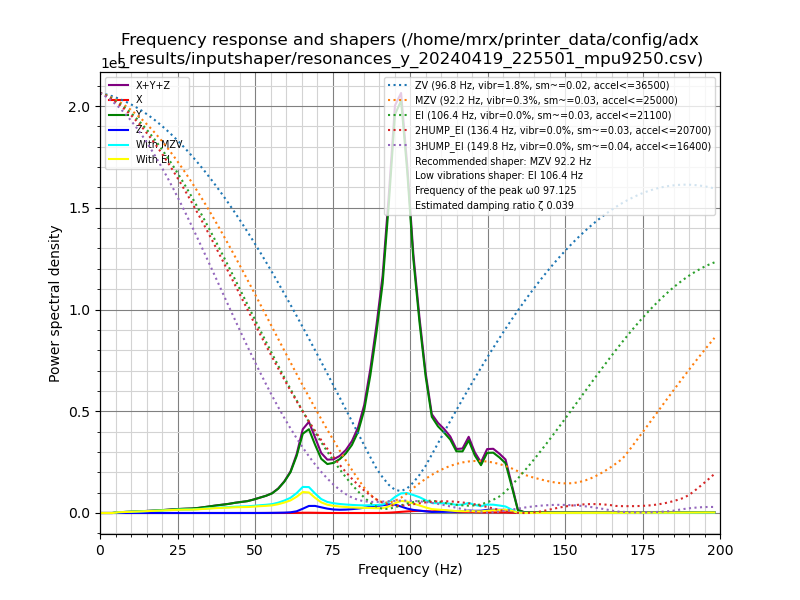 Frequency response and shapers (/home/mrx/printer_data/config/adx
l_results/inputshaper/resonances_y_20240419_225501_mpu9250.csv)
1e5
X+Y+Z
X
Y
Z
With MZV
With EI
ZV (96.8 Hz, vibr=1.8%, sm~=0.02, accel<=36500)
MZV (92.2 Hz, vibr=0.3%, sm~=0.03, accel<=25000)
EI (106.4 Hz, vibr=0.0%, sm~=0.03, accel<=21100)
2HUMP_EI (136.4 Hz, vibr=0.0%, sm~=0.03, accel<=20700)
3HUMP_EI (149.8 Hz, vibr=0.0%, sm~=0.04, accel<=16400)
Recommended shaper: MZV 92.2 Hz
Low vibrations shaper: EI 106.4 Hz
Frequency of the peak ω0 97.125
Estimated damping ratio ζ 0.039
Power spectral density
2.0
1.5
1.0
0.5
0.0
0 25 50 75 100 125 150 175 200
Frequency (Hz)